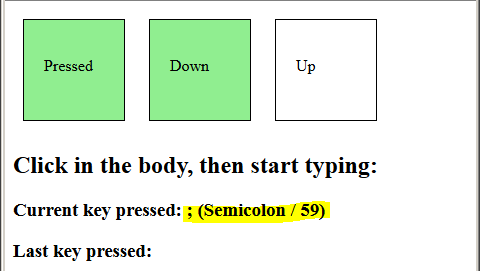 Pressed Down Up
Click in the body, then start typing:
Current key pressed: ; (Semicolon / 59)
Last key pressed: